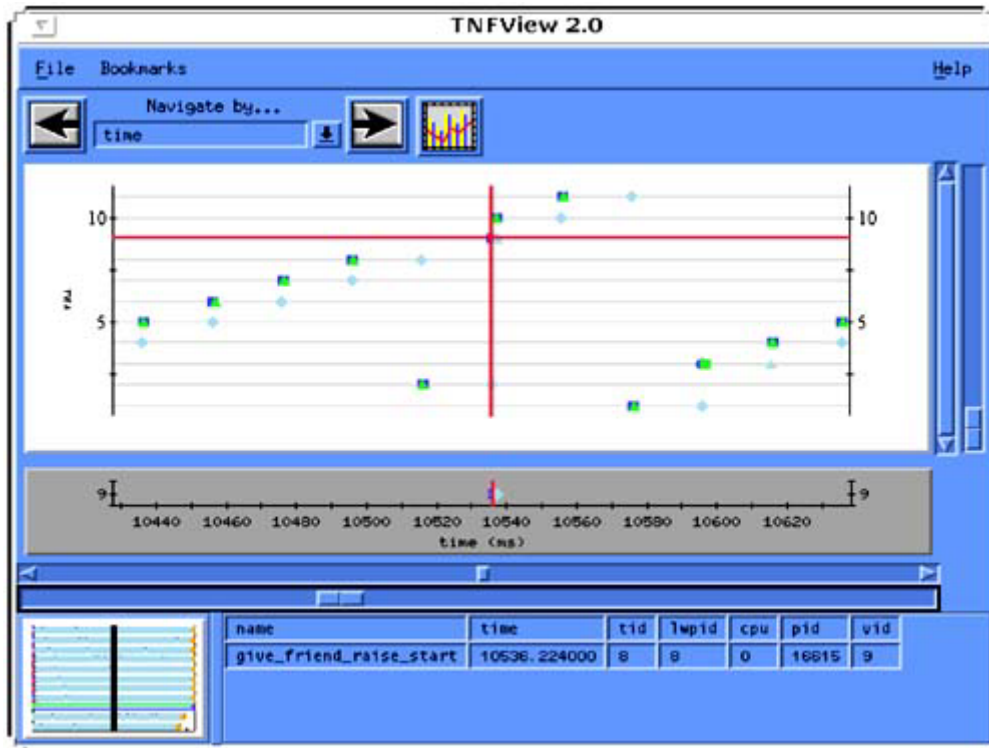 TNFView 2.0
File Bookmarks Help
Navigate by...
time
10 10
5 5
9 9
10440 10460 10480 10500 10520 10540 10560 10580 10600 10620
time (ms)
name time tid lwpid cpu pid vid
give_friend_raise_start 10536.224000 8 8 0 16615 9